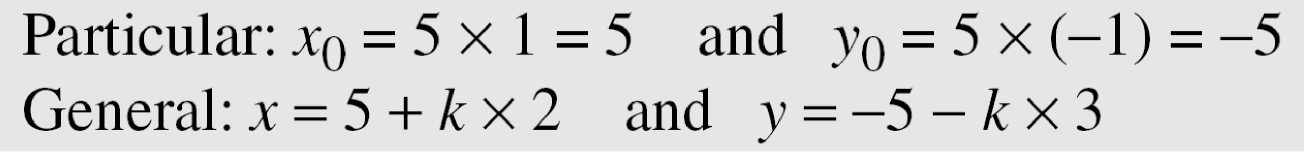 Particular: x₀ = 5 × 1 = 5 and y₀ = 5 × (−1) = −5
General: x = 5 + k × 2 and y = −5 − k × 3